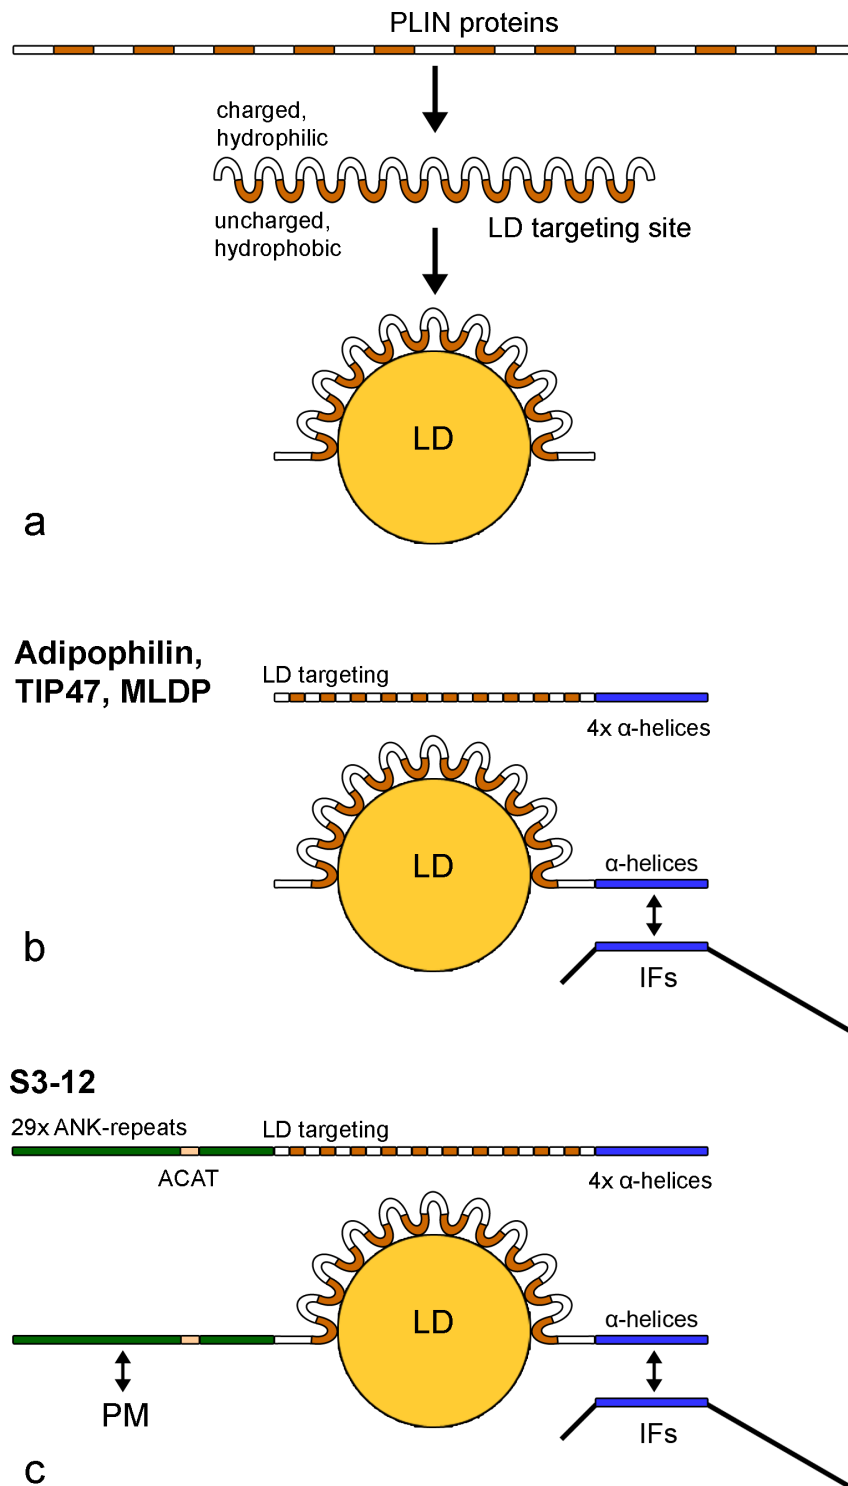 PLIN proteins
charged,
hydrophilic
uncharged,
hydrophobic
LD targeting site
LD
a
Adipophilin,
TIP47, MLDP
LD targeting
4x α-helices
LD
α-helices
IFs
b
S3-12
29x ANK-repeats
LD targeting
ACAT
4x α-helices
LD
α-helices
PM
IFs
c